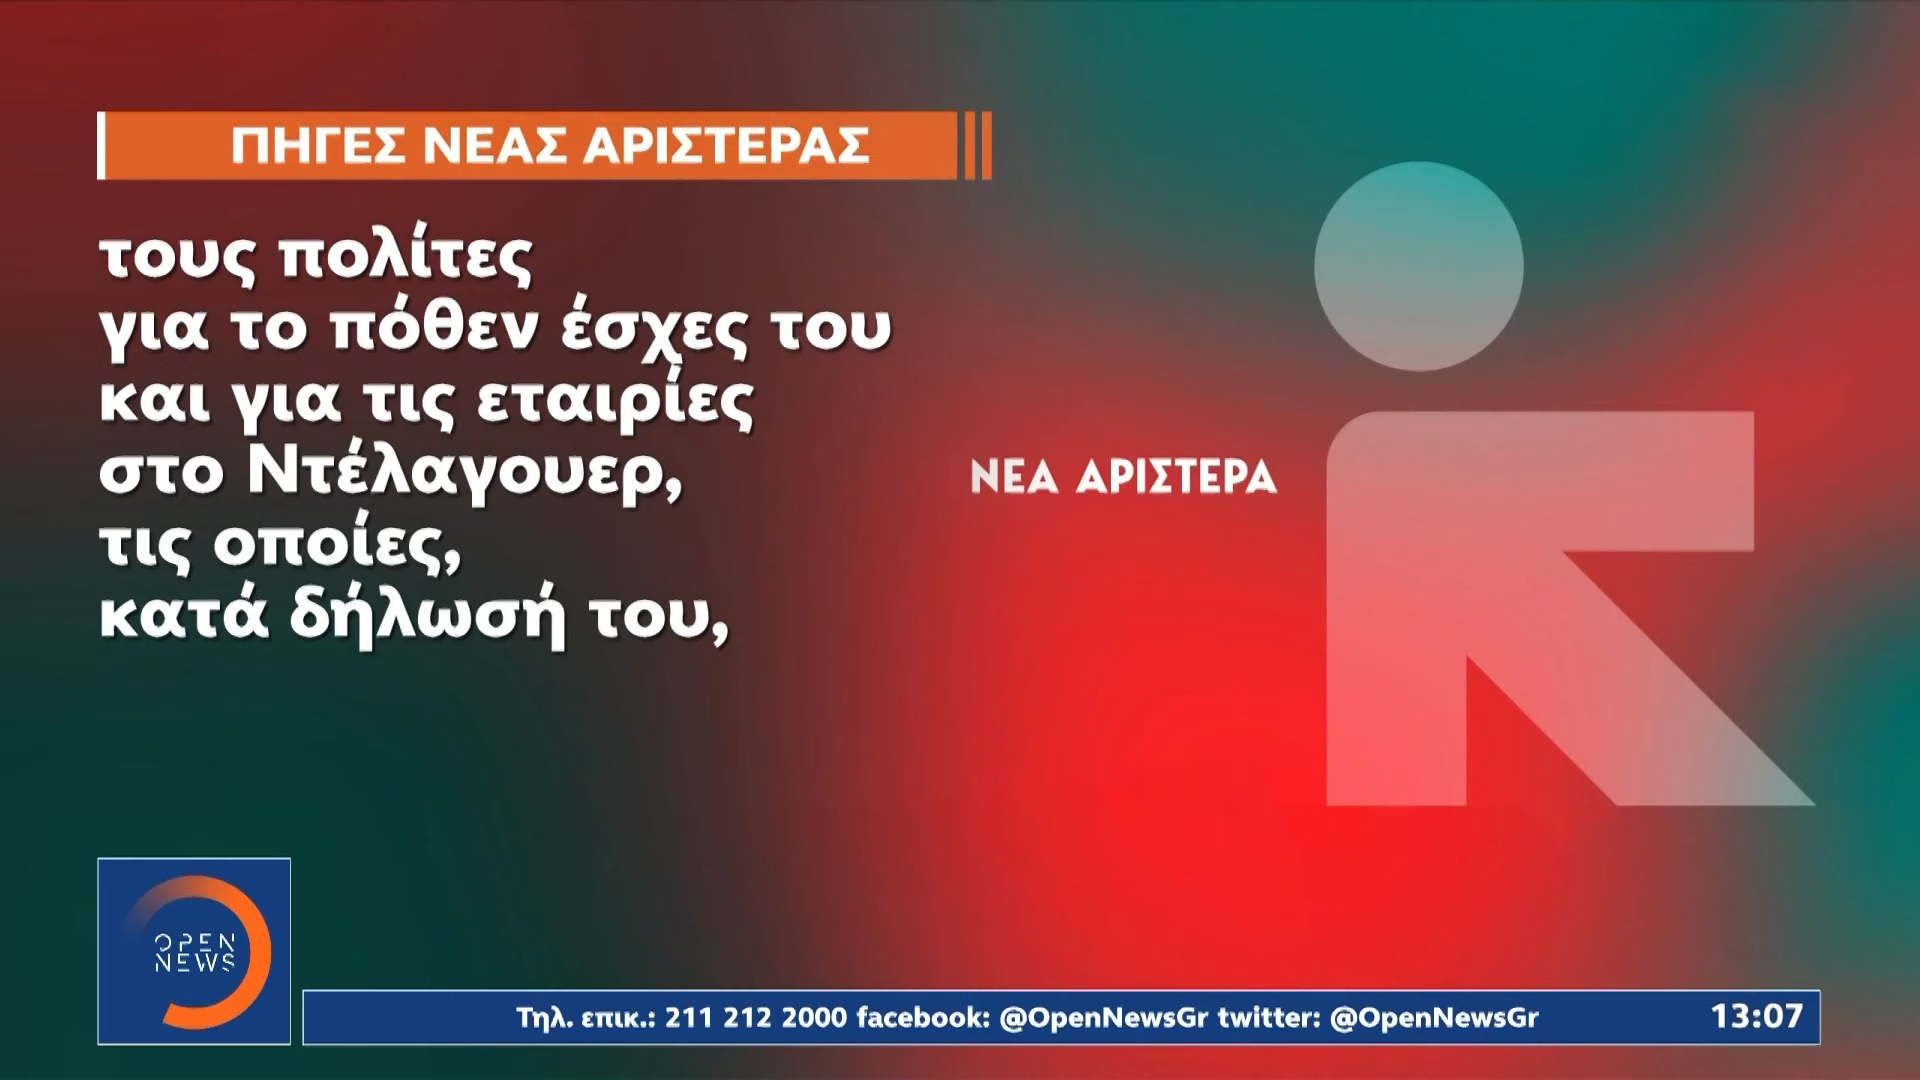 ΠΗΓΕΣ ΝΕΑΣ ΑΡΙΣΤΕΡΑΣ
τους πολίτες
για το πόθεν έσχες του
και για τις εταιρίες
στο Ντέλαγουερ,
τις οποίες,
κατά δήλωσή του,
ΝΕΑ ΑΡΙΣΤΕΡΑ
OPEN
NEWS
Τηλ. επικ.: 211 212 2000 facebook: @OpenNewsGr twitter: @OpenNewsGr
13:07